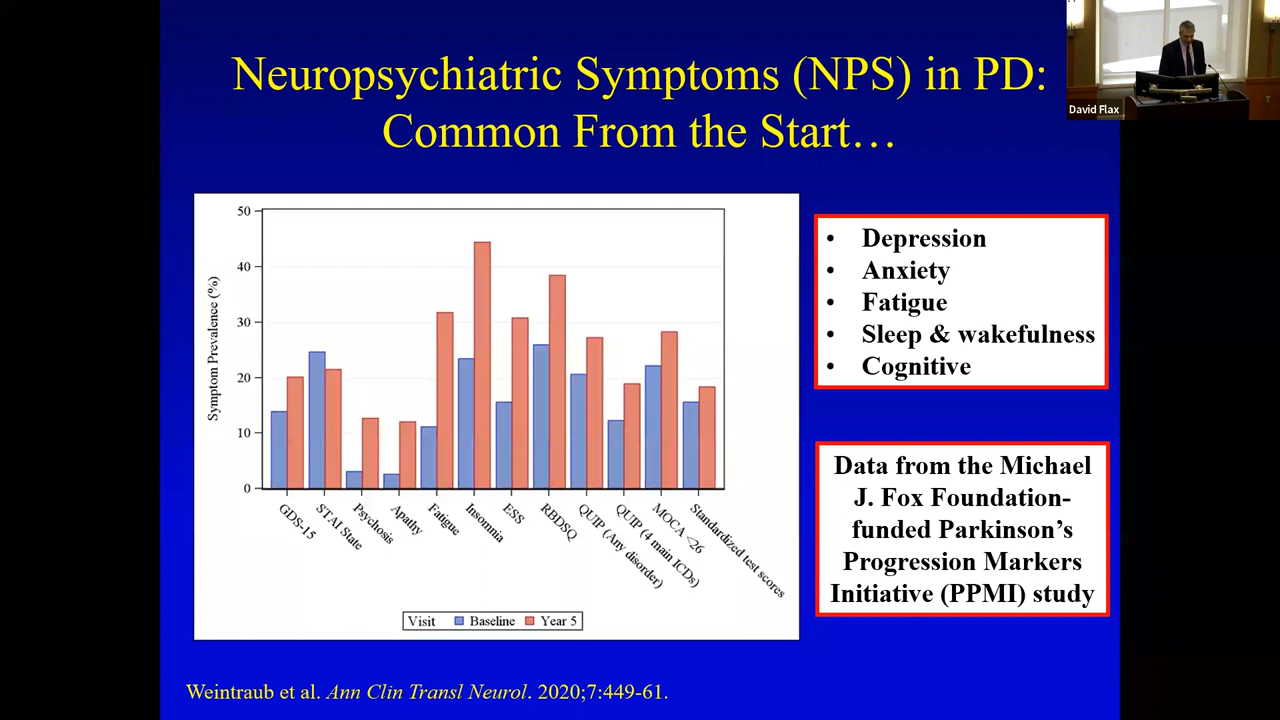 Neuropsychiatric Symptoms (NPS) in PD:
Common From the Start…
David Flax
50
40
30
20
10
0
Symptom Prevalence (%)
GDS-15
STAI State
Psychosis
Apathy
Fatigue
Insomnia
ESS
RBDSQ
QUIP (Any disorder)
QUIP (4 main ICDs)
MOCA <26
Standardized test scores
Visit Baseline Year 5
• Depression
• Anxiety
• Fatigue
• Sleep & wakefulness
• Cognitive
Data from the Michael
J. Fox Foundation-
funded Parkinson’s
Progression Markers
Initiative (PPMI) study
Weintraub et al. Ann Clin Transl Neurol. 2020;7:449-61.